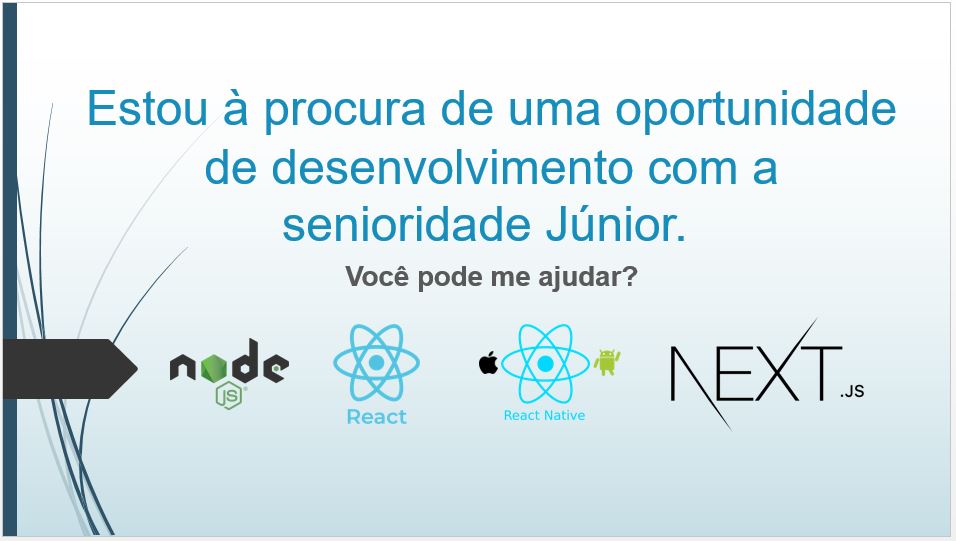 Estou à procura de uma oportunidade
de desenvolvimento com a
senioridade Júnior.
Você pode me ajudar?
node
JS
React
React Native
NEXT.JS